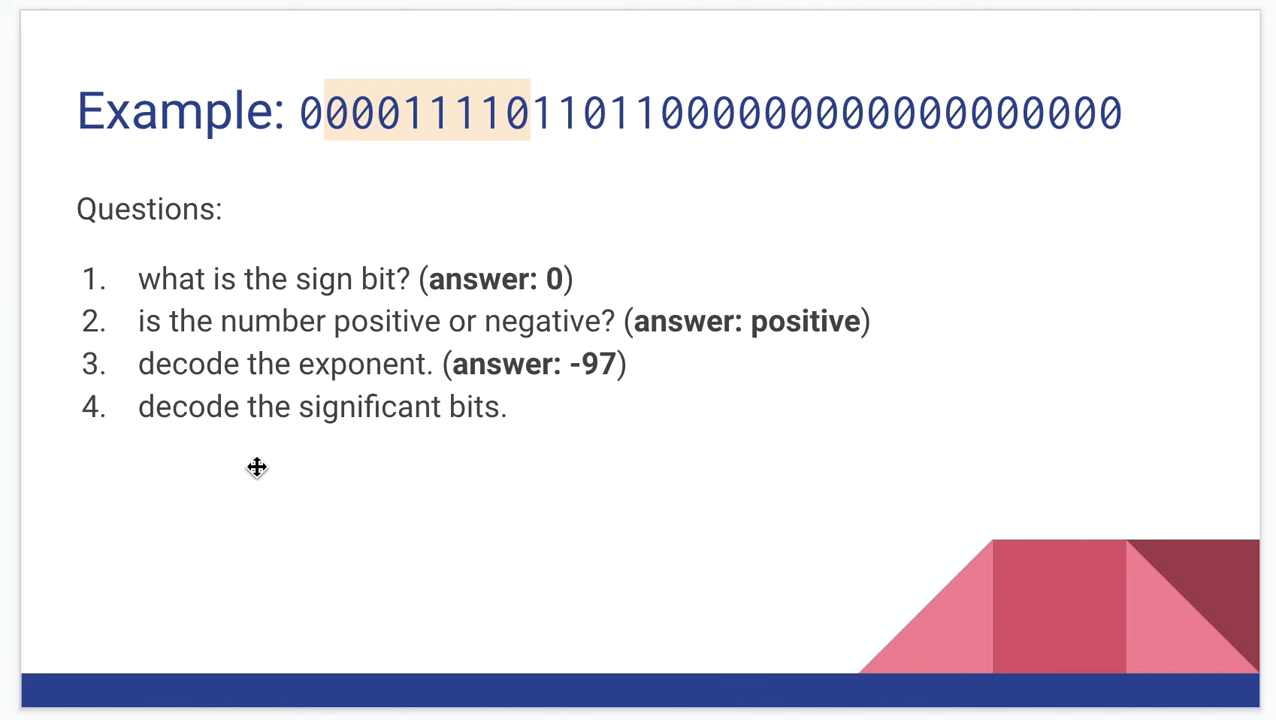 Example: 00001111011011000000000000000000
Questions:
1. what is the sign bit? (answer: 0)
2. is the number positive or negative? (answer: positive)
3. decode the exponent. (answer: -97)
4. decode the significant bits.